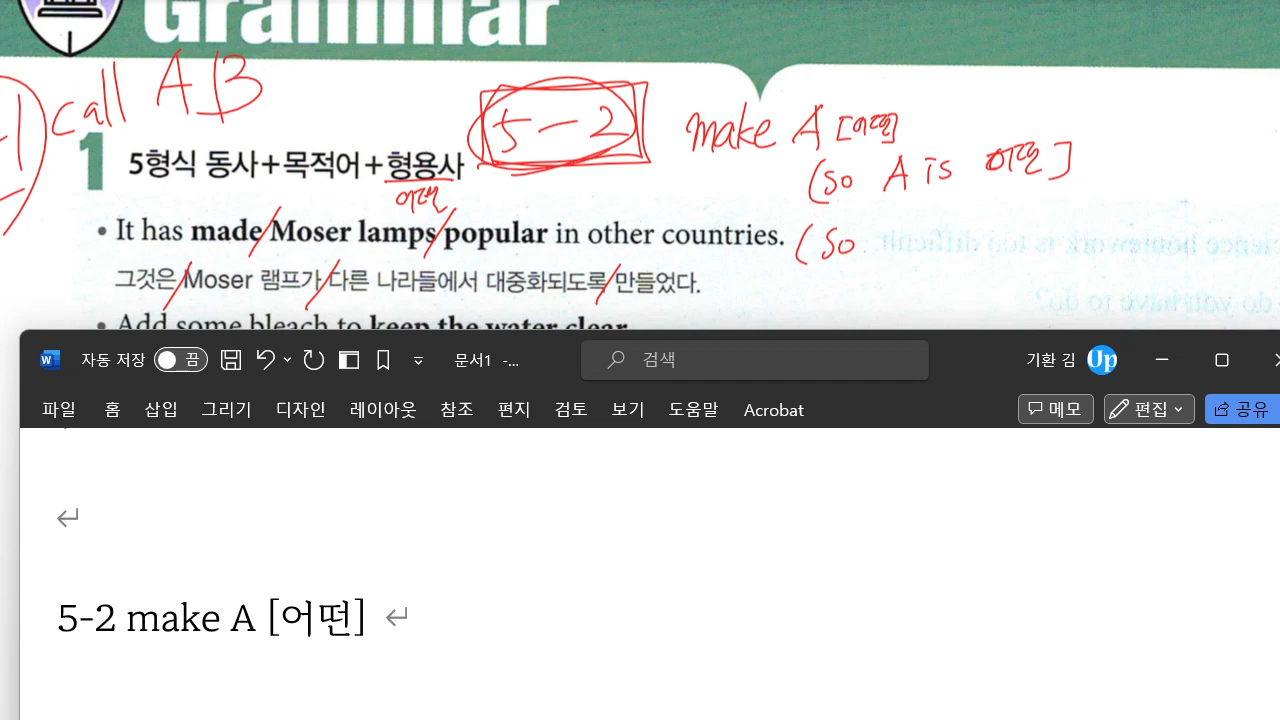 Grammar
call A B
5-2
make A [어떤]
1 5형식 동사+목적어+형용사
(so A is 어떤]
어떤
• It has made/Moser lamps/popular in other countries.
(so
그것은/Moser 램프가/다른 나라들에서 대중화되도록/만들었다.
• Add some bleach to keep the water clear
자동 저장 끔 문서1 -... 검색 기환 김 Up
파일 홈 삽입 그리기 디자인 레이아웃 참조 편지 검토 보기 도움말 Acrobat 메모 편집 공유
5-2 make A [어떤]